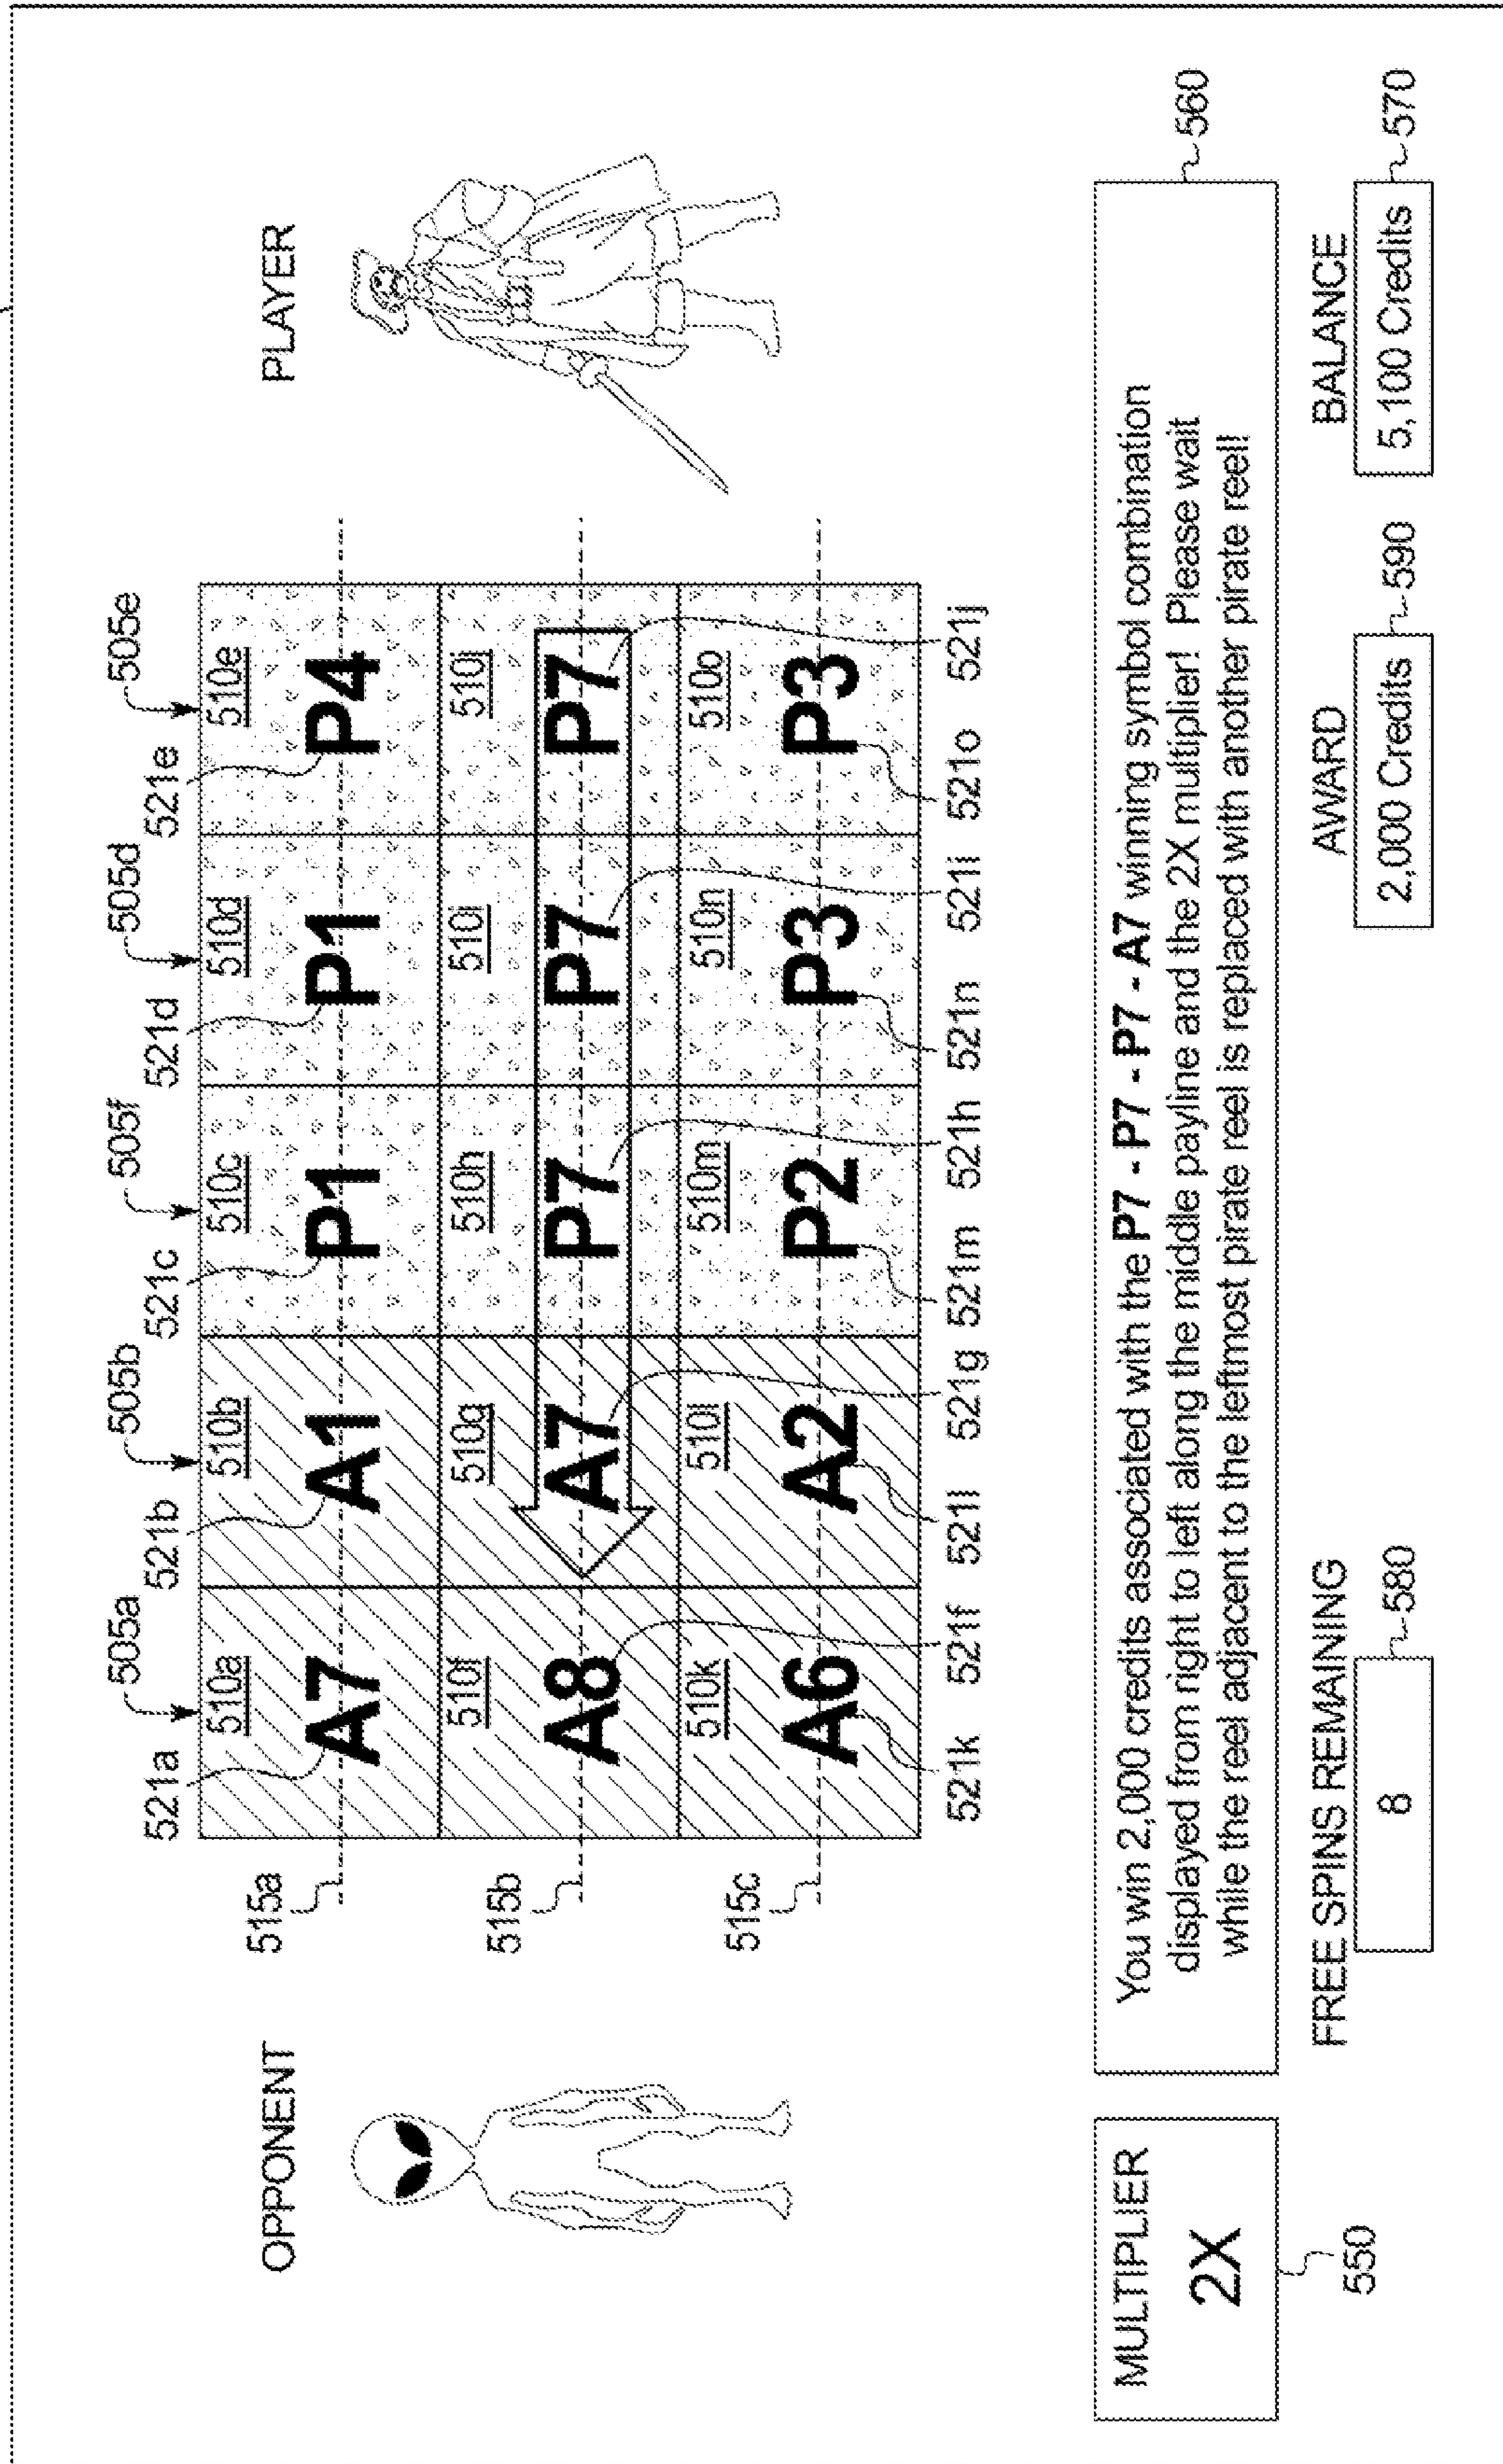 OPPONENT
PLAYER
521a 505a 521b 505b 521c 505f 521d 505d 521e 505e
510a 510b 510c 510d 510e
515a A7 A1 P1 P1 P4
510f 510g 510h 510i 510j
515b A8 A7 P7 P7 P7
510k 510l 510m 510n 510o
515c A6 A2 P2 P3 P3
521k 521f 521l 521g 521m 521h 521n 521i 521o 521j
MULTIPLIER
2X
550
You win 2,000 credits associated with the P7 - P7 - P7 - A7 winning symbol combination
displayed from right to left along the middle payline and the 2X multiplier! Please wait
while the reel adjacent to the leftmost pirate reel is replaced with another pirate reel!
560
FREE SPINS REMAINING AWARD BALANCE
8 580 2,000 Credits 590 5,100 Credits 570